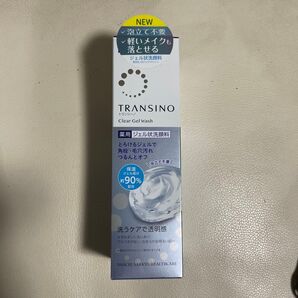 NEW
✓泡立て不要
✓軽いメイクも
落とせる
ジェル状洗顔料
TRANSINO
トランシーノ
Clear Gel Wash
薬用 ジェル状洗顔料
とろけるジェルで
角栓・毛穴汚れ
つるんとオフ
保湿
約90%
配合
洗うケアで透明感
DAIICHI SANKYO HEALTHCARE